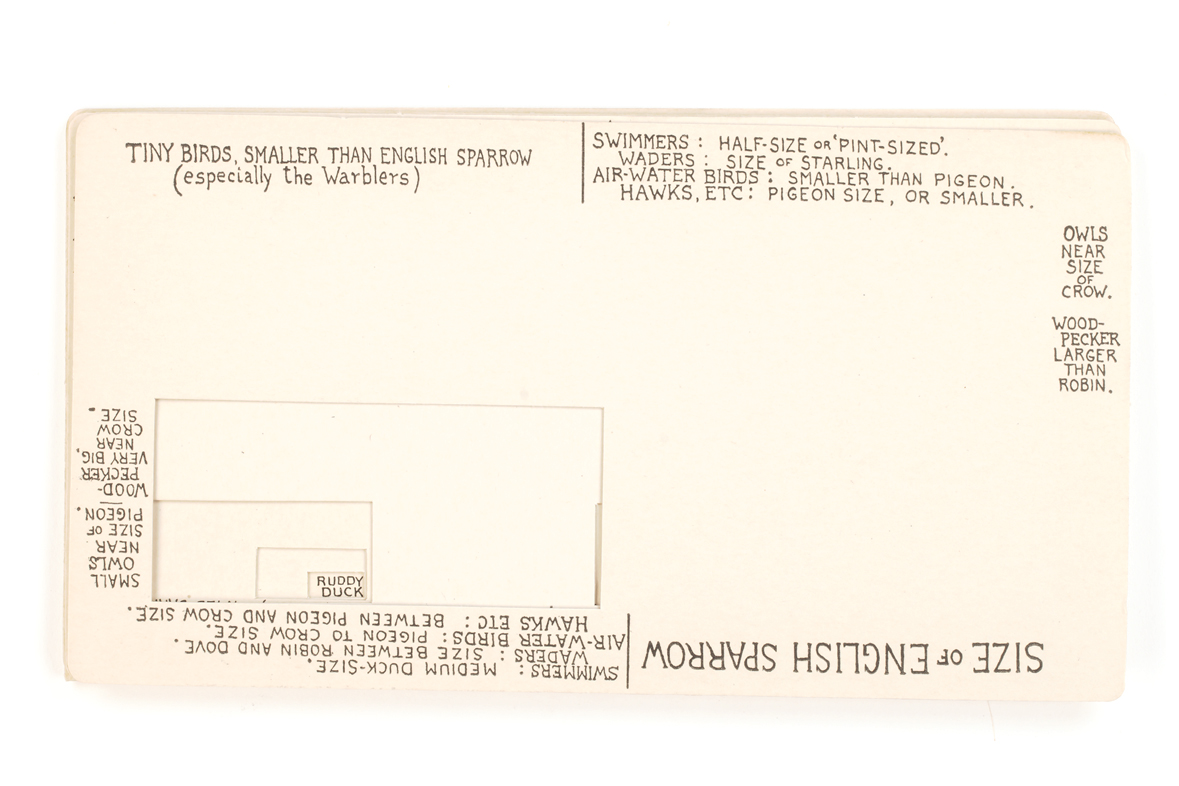 TINY BIRDS, SMALLER THAN ENGLISH SPARROW
(especially the Warblers)
SWIMMERS : HALF-SIZE OR 'PINT-SIZED'.
WADERS : SIZE OF STARLING.
AIR-WATER BIRDS : SMALLER THAN PIGEON.
HAWKS, ETC : PIGEON SIZE, OR SMALLER.
OWLS
NEAR
SIZE
OF
CROW.
WOOD-
PECKER
LARGER
THAN
ROBIN.
RUDDY
DUCK
SIZE OF ENGLISH SPARROW
SWIMMERS : MEDIUM DUCK-SIZE.
WADERS : SIZE BETWEEN ROBIN AND DOVE.
AIR-WATER BIRDS : PIGEON TO CROW SIZE.
HAWKS ETC : BETWEEN PIGEON AND CROW SIZE.
SMALL
OWLS
NEAR
SIZE OF
PIGEON.
WOOD-
PECKER
VERY BIG,
NEAR
CROW
SIZE.